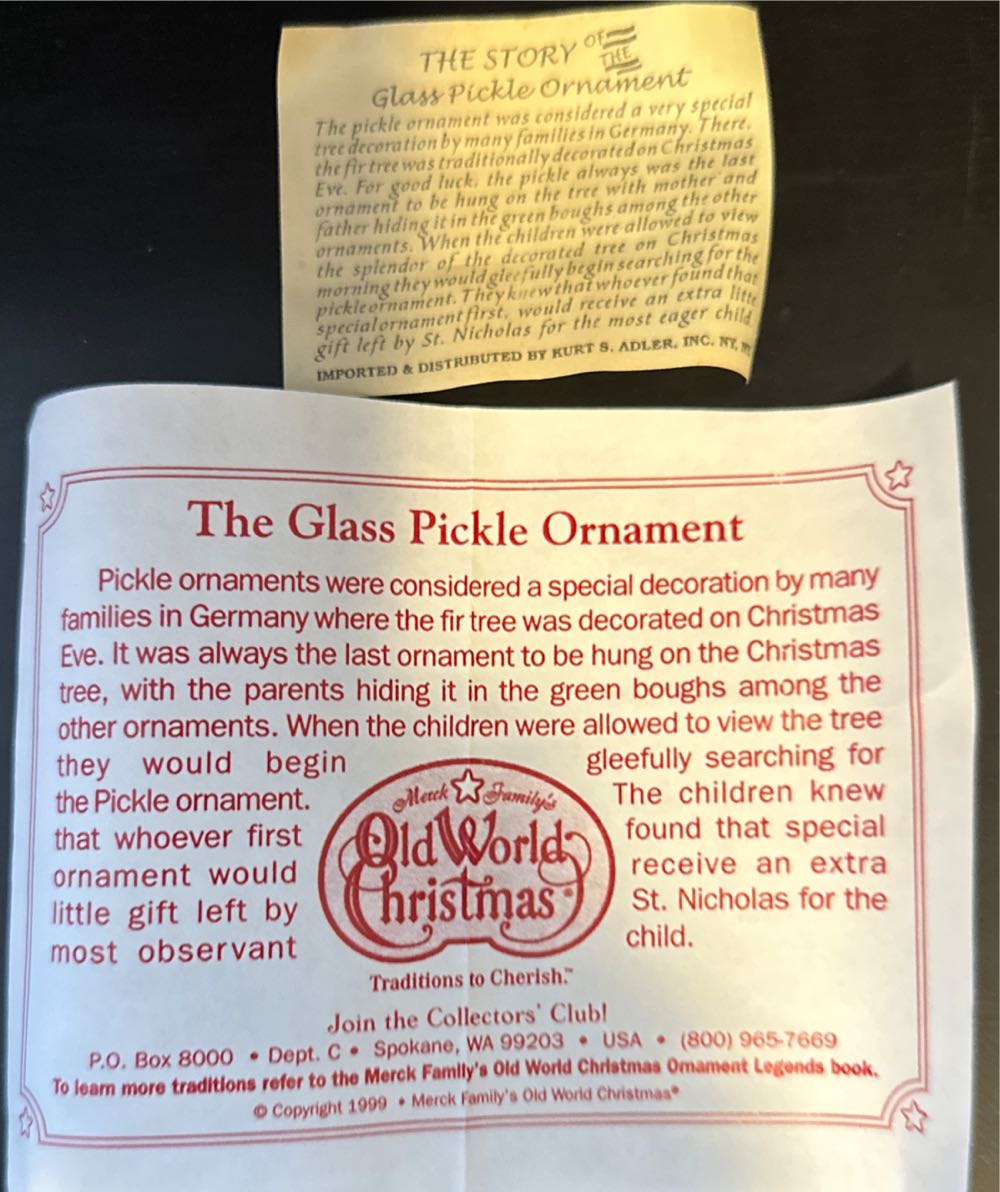 THE STORY OF THE
Glass Pickle Ornament
The pickle ornament was considered a very special
tree decoration by many families in Germany. There,
the fir tree was traditionally decorated on Christmas
Eve. For good luck, the pickle always was the last
ornament to be hung on the tree with mother and
father hiding it in the green boughs among the other
ornaments. When the children were allowed to view
the splendor of the decorated tree on Christmas
morning they would gleefully begin searching for the
pickle ornament. They knew that whoever found that
special ornament first, would receive an extra litte
gift left by St. Nicholas for the most eager child.
IMPORTED & DISTRIBUTED BY KURT S. ADLER, INC. NY,
The Glass Pickle Ornament
Pickle ornaments were considered a special decoration by many
families in Germany where the fir tree was decorated on Christmas
Eve. It was always the last ornament to be hung on the Christmas
tree, with the parents hiding it in the green boughs among the
other ornaments. When the children were allowed to view the tree
they would begin gleefully searching for
the Pickle ornament. The children knew
that whoever first found that special
ornament would receive an extra
little gift left by St. Nicholas for the
most observant child.
Merck Family's
Old World
Christmas®
Traditions to Cherish.™
Join the Collectors' Club!
P.O. Box 8000 • Dept. C • Spokane, WA 99203 • USA • (800) 965-7669
To learn more traditions refer to the Merck Family's Old World Christmas Ornament Legends book.
© Copyright 1999 • Merck Family's Old World Christmas®